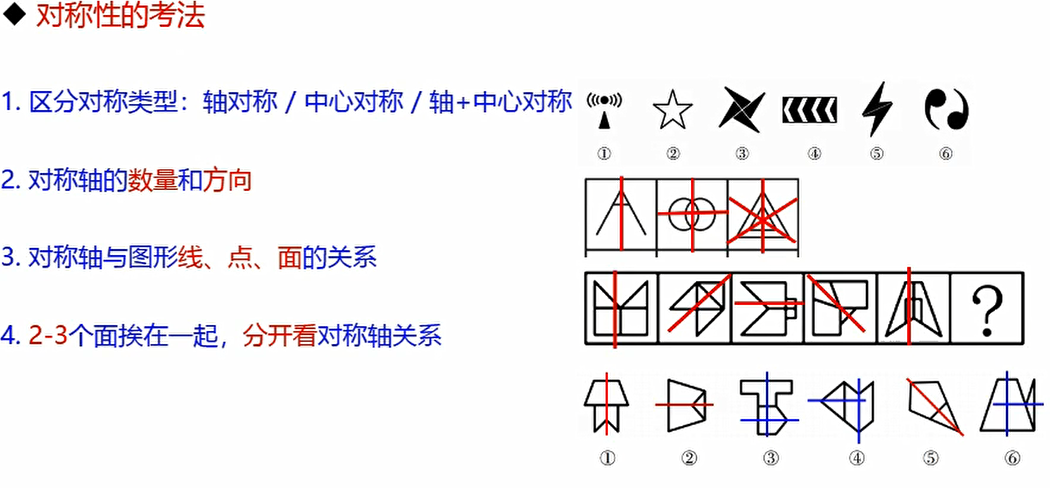 ◆ 对称性的考法
1. 区分对称类型：轴对称 / 中心对称 / 轴+中心对称
① ② ③ ④ ⑤ ⑥
2. 对称轴的数量和方向
3. 对称轴与图形线、点、面的关系
?
4. 2-3个面挨在一起，分开看对称轴关系
① ② ③ ④ ⑤ ⑥